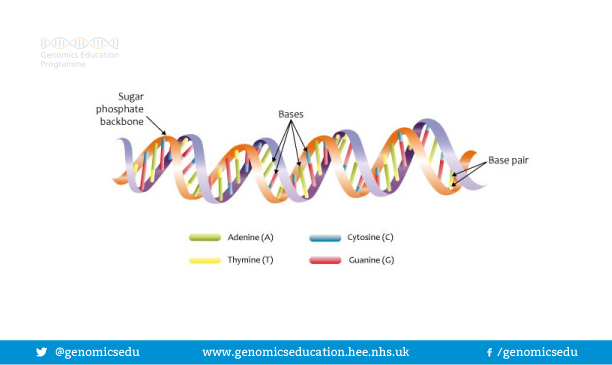 Genomics Education
Programme
Sugar
phosphate
backbone
Bases
Base pair
Adenine (A)
Cytosine (C)
Thymine (T)
Guanine (G)
@genomicsedu
www.genomicseducation.hee.nhs.uk
/genomicsedu